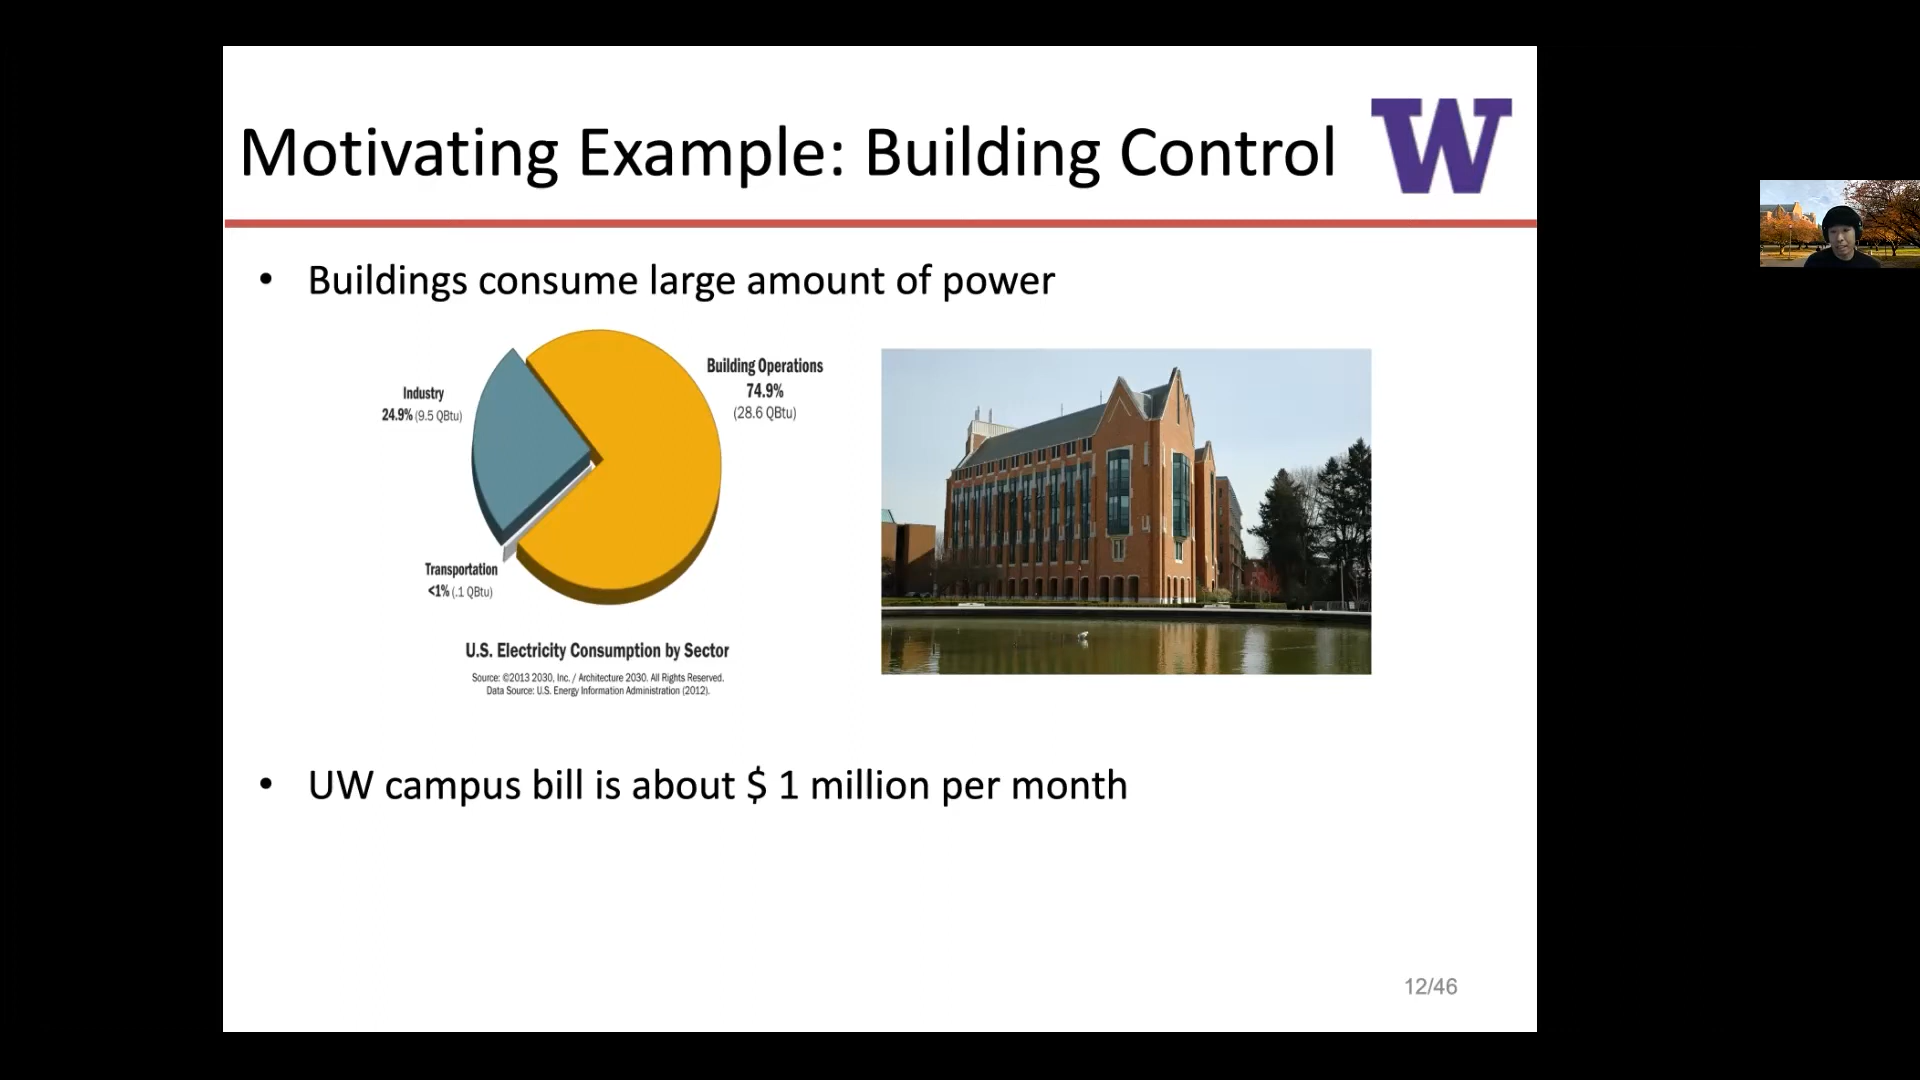 Motivating Example: Building Control
W
• Buildings consume large amount of power
Building Operations
74.9%
(28.6 QBtu)
Industry
24.9% (9.5 QBtu)
Transportation
<1% (.1 QBtu)
U.S. Electricity Consumption by Sector
Source: ©2013 2030, Inc. / Architecture 2030. All Rights Reserved.
Data Source: U.S. Energy Information Administration (2012).
• UW campus bill is about $ 1 million per month
12/46